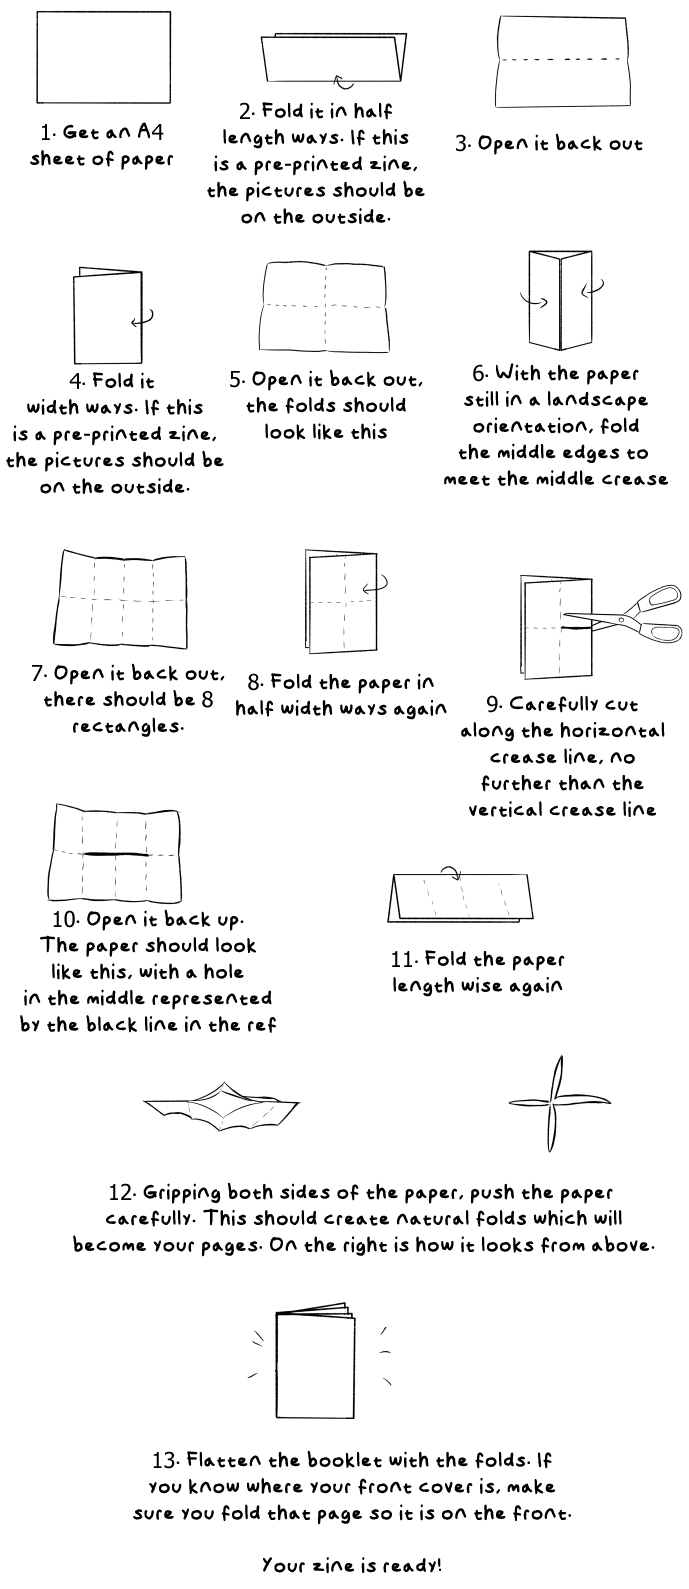 1. Get an A4
sheet of paper
2. Fold it in half
length ways. If this
is a pre-printed zine,
the pictures should be
on the outside.
3. Open it back out
4. Fold it
width ways. If this
is a pre-printed zine,
the pictures should be
on the outside.
5. Open it back out,
the folds should
look like this
6. With the paper
still in a landscape
orientation, fold
the middle edges to
meet the middle crease
7. Open it back out,
there should be 8
rectangles.
8. Fold the paper in
half width ways again
9. Carefully cut
along the horizontal
crease line, no
further than the
vertical crease line
10. Open it back up.
The paper should look
like this, with a hole
in the middle represented
by the black line in the ref
11. Fold the paper
length wise again
12. Gripping both sides of the paper, push the paper
carefully. This should create natural folds which will
become your pages. On the right is how it looks from above.
13. Flatten the booklet with the folds. If
you know where your front cover is, make
sure you fold that page so it is on the front.
Your zine is ready!